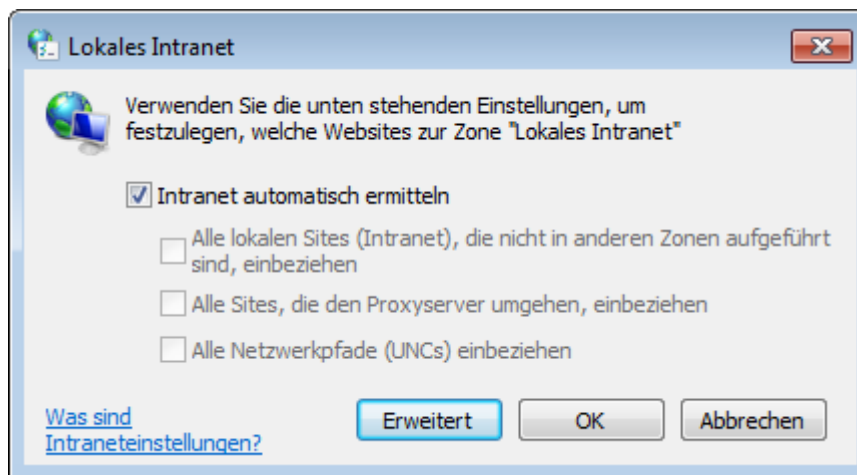 Lokales Intranet
Verwenden Sie die unten stehenden Einstellungen, um
festzulegen, welche Websites zur Zone "Lokales Intranet"
Intranet automatisch ermitteln
Alle lokalen Sites (Intranet), die nicht in anderen Zonen aufgeführt
sind, einbeziehen
Alle Sites, die den Proxyserver umgehen, einbeziehen
Alle Netzwerkpfade (UNCs) einbeziehen
Was sind
Intraneteinstellungen?
Erweitert
OK
Abbrechen